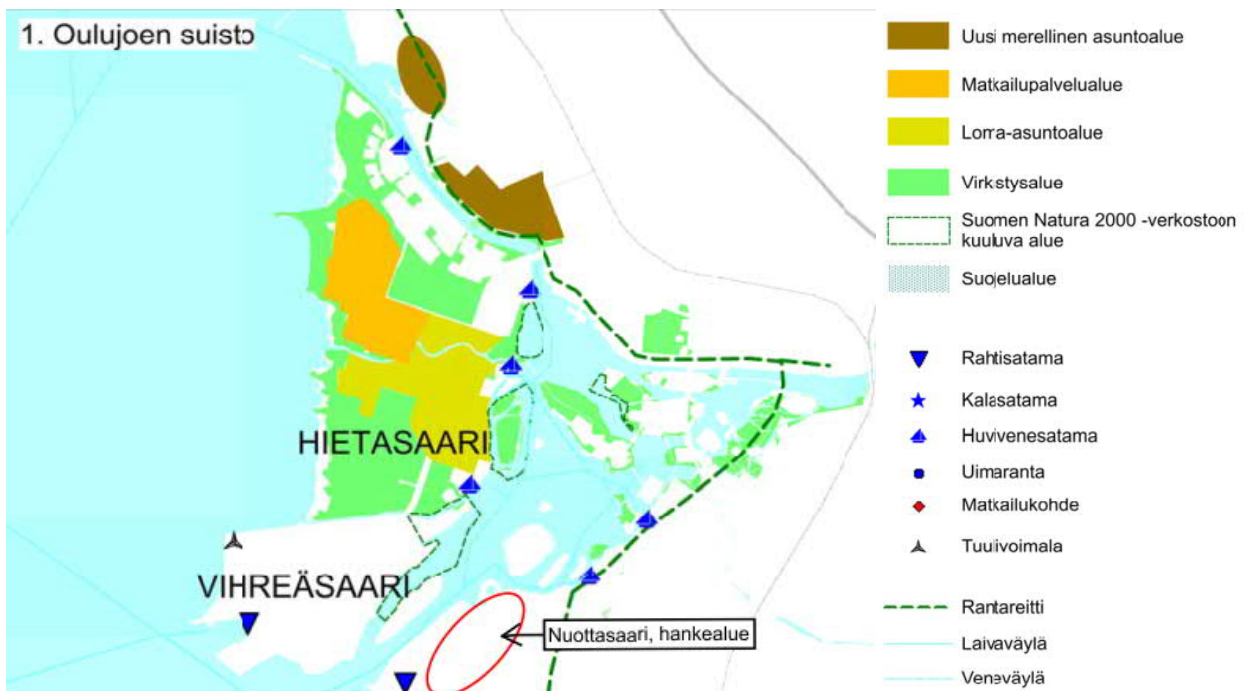 1. Oulujoen suisto
HIETASAARI
VIHREÄSAARI
Nuottasaari, hankealue
Uusi merellinen asuntoalue
Matkailupalvelualue
Loma-asuntoalue
Virkistysalue
Suomen Natura 2000 -verkostoon
kuuluva alue
Suojelualue
Rahtisatama
Kalasatama
Huvivenesatama
Uimaranta
Matkailukohde
Tuulivoimala
Rantareitti
Laivaväylä
Veneväylä